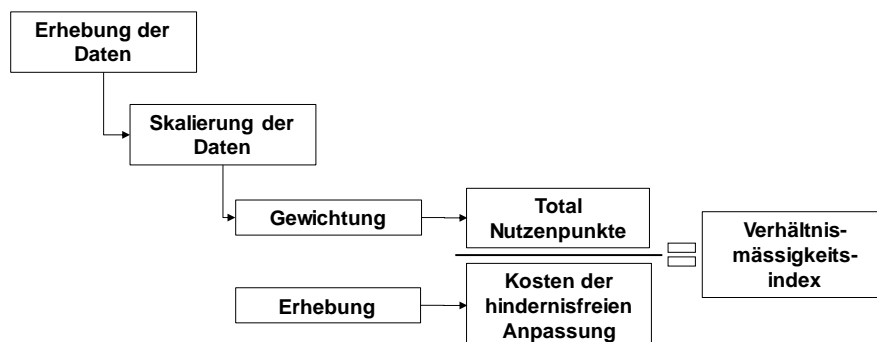 Erhebung der
Daten
Skalierung der
Daten
Gewichtung
Total
Nutzenpunkte
Verhältnis-
mässigkeits-
index
Erhebung
Kosten der
hindernisfreien
Anpassung